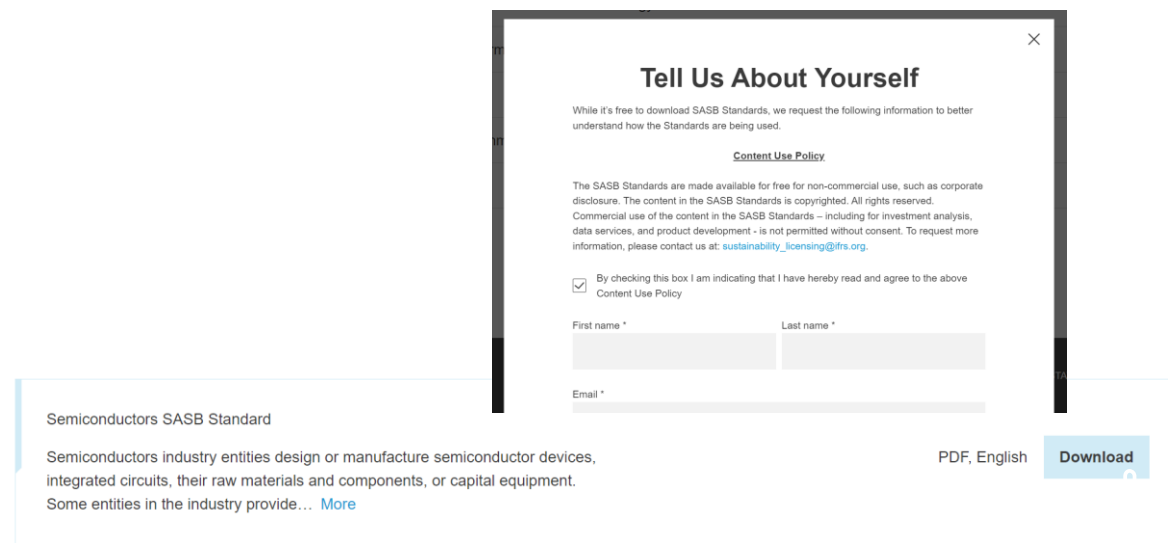 Tell Us About Yourself
While it's free to download SASB Standards, we request the following information to better
understand how the Standards are being used.
Content Use Policy
The SASB Standards are made available for free for non-commercial use, such as corporate
disclosure. The content in the SASB Standards is copyrighted. All rights reserved.
Commercial use of the content in the SASB Standards – including for investment analysis,
data services, and product development - is not permitted without consent. To request more
information, please contact us at: sustainability_licensing@ifrs.org.
By checking this box I am indicating that I have hereby read and agree to the above
Content Use Policy
First name *
Last name *
Email *
Semiconductors SASB Standard
Semiconductors industry entities design or manufacture semiconductor devices,
integrated circuits, their raw materials and components, or capital equipment.
Some entities in the industry provide… More
PDF, English
Download